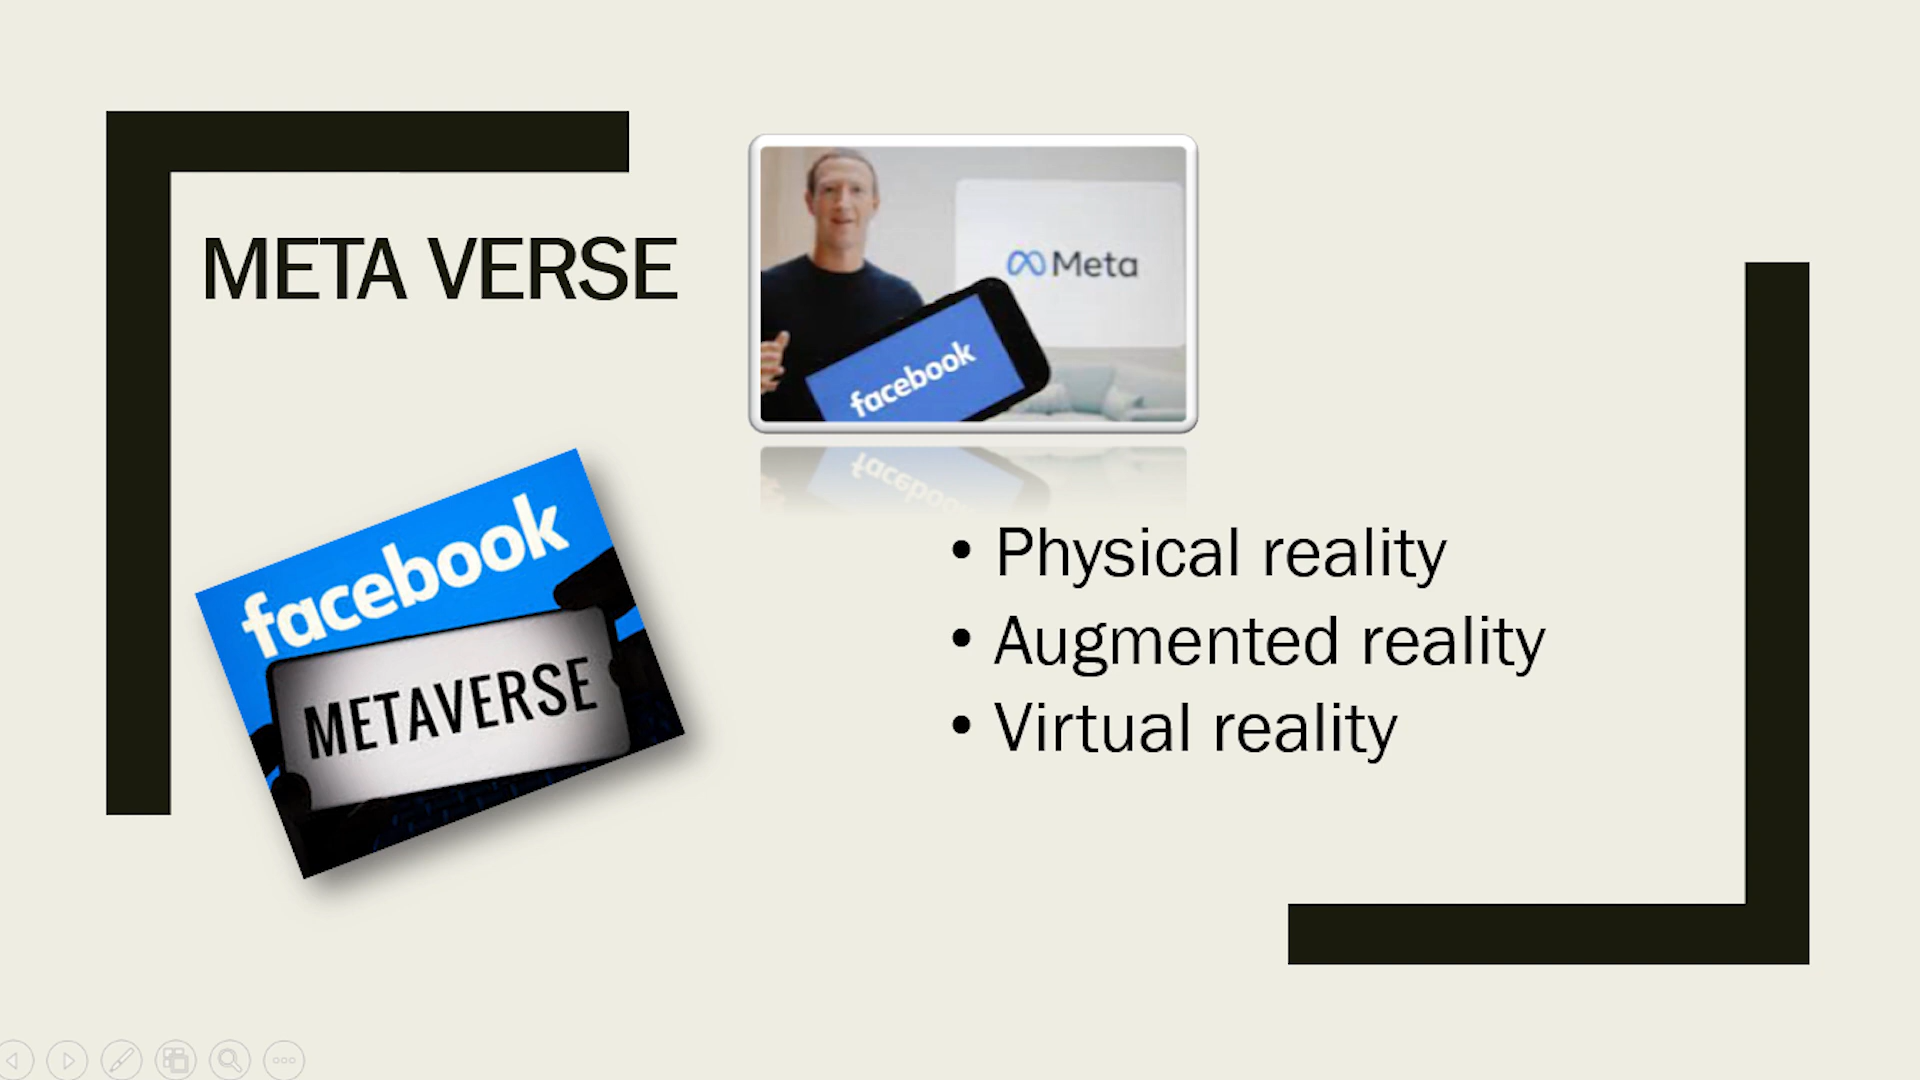 META VERSE
Meta
facebook
facebook
METAVERSE
• Physical reality
• Augmented reality
• Virtual reality